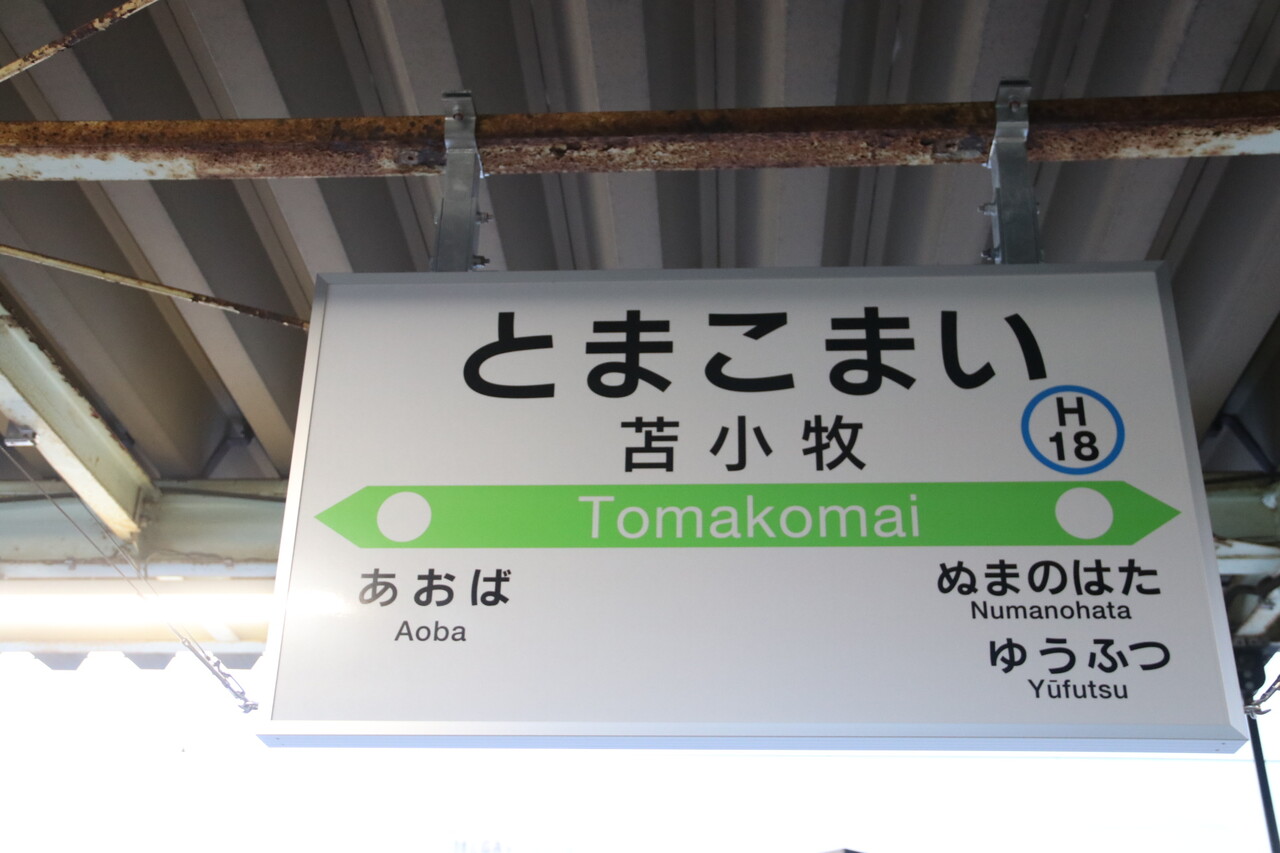 とまこまい
苫小牧
H
18
Tomakomai
あおば
Aoba
ぬまのはた
Numanohata
ゆうふつ
Yūfutsu